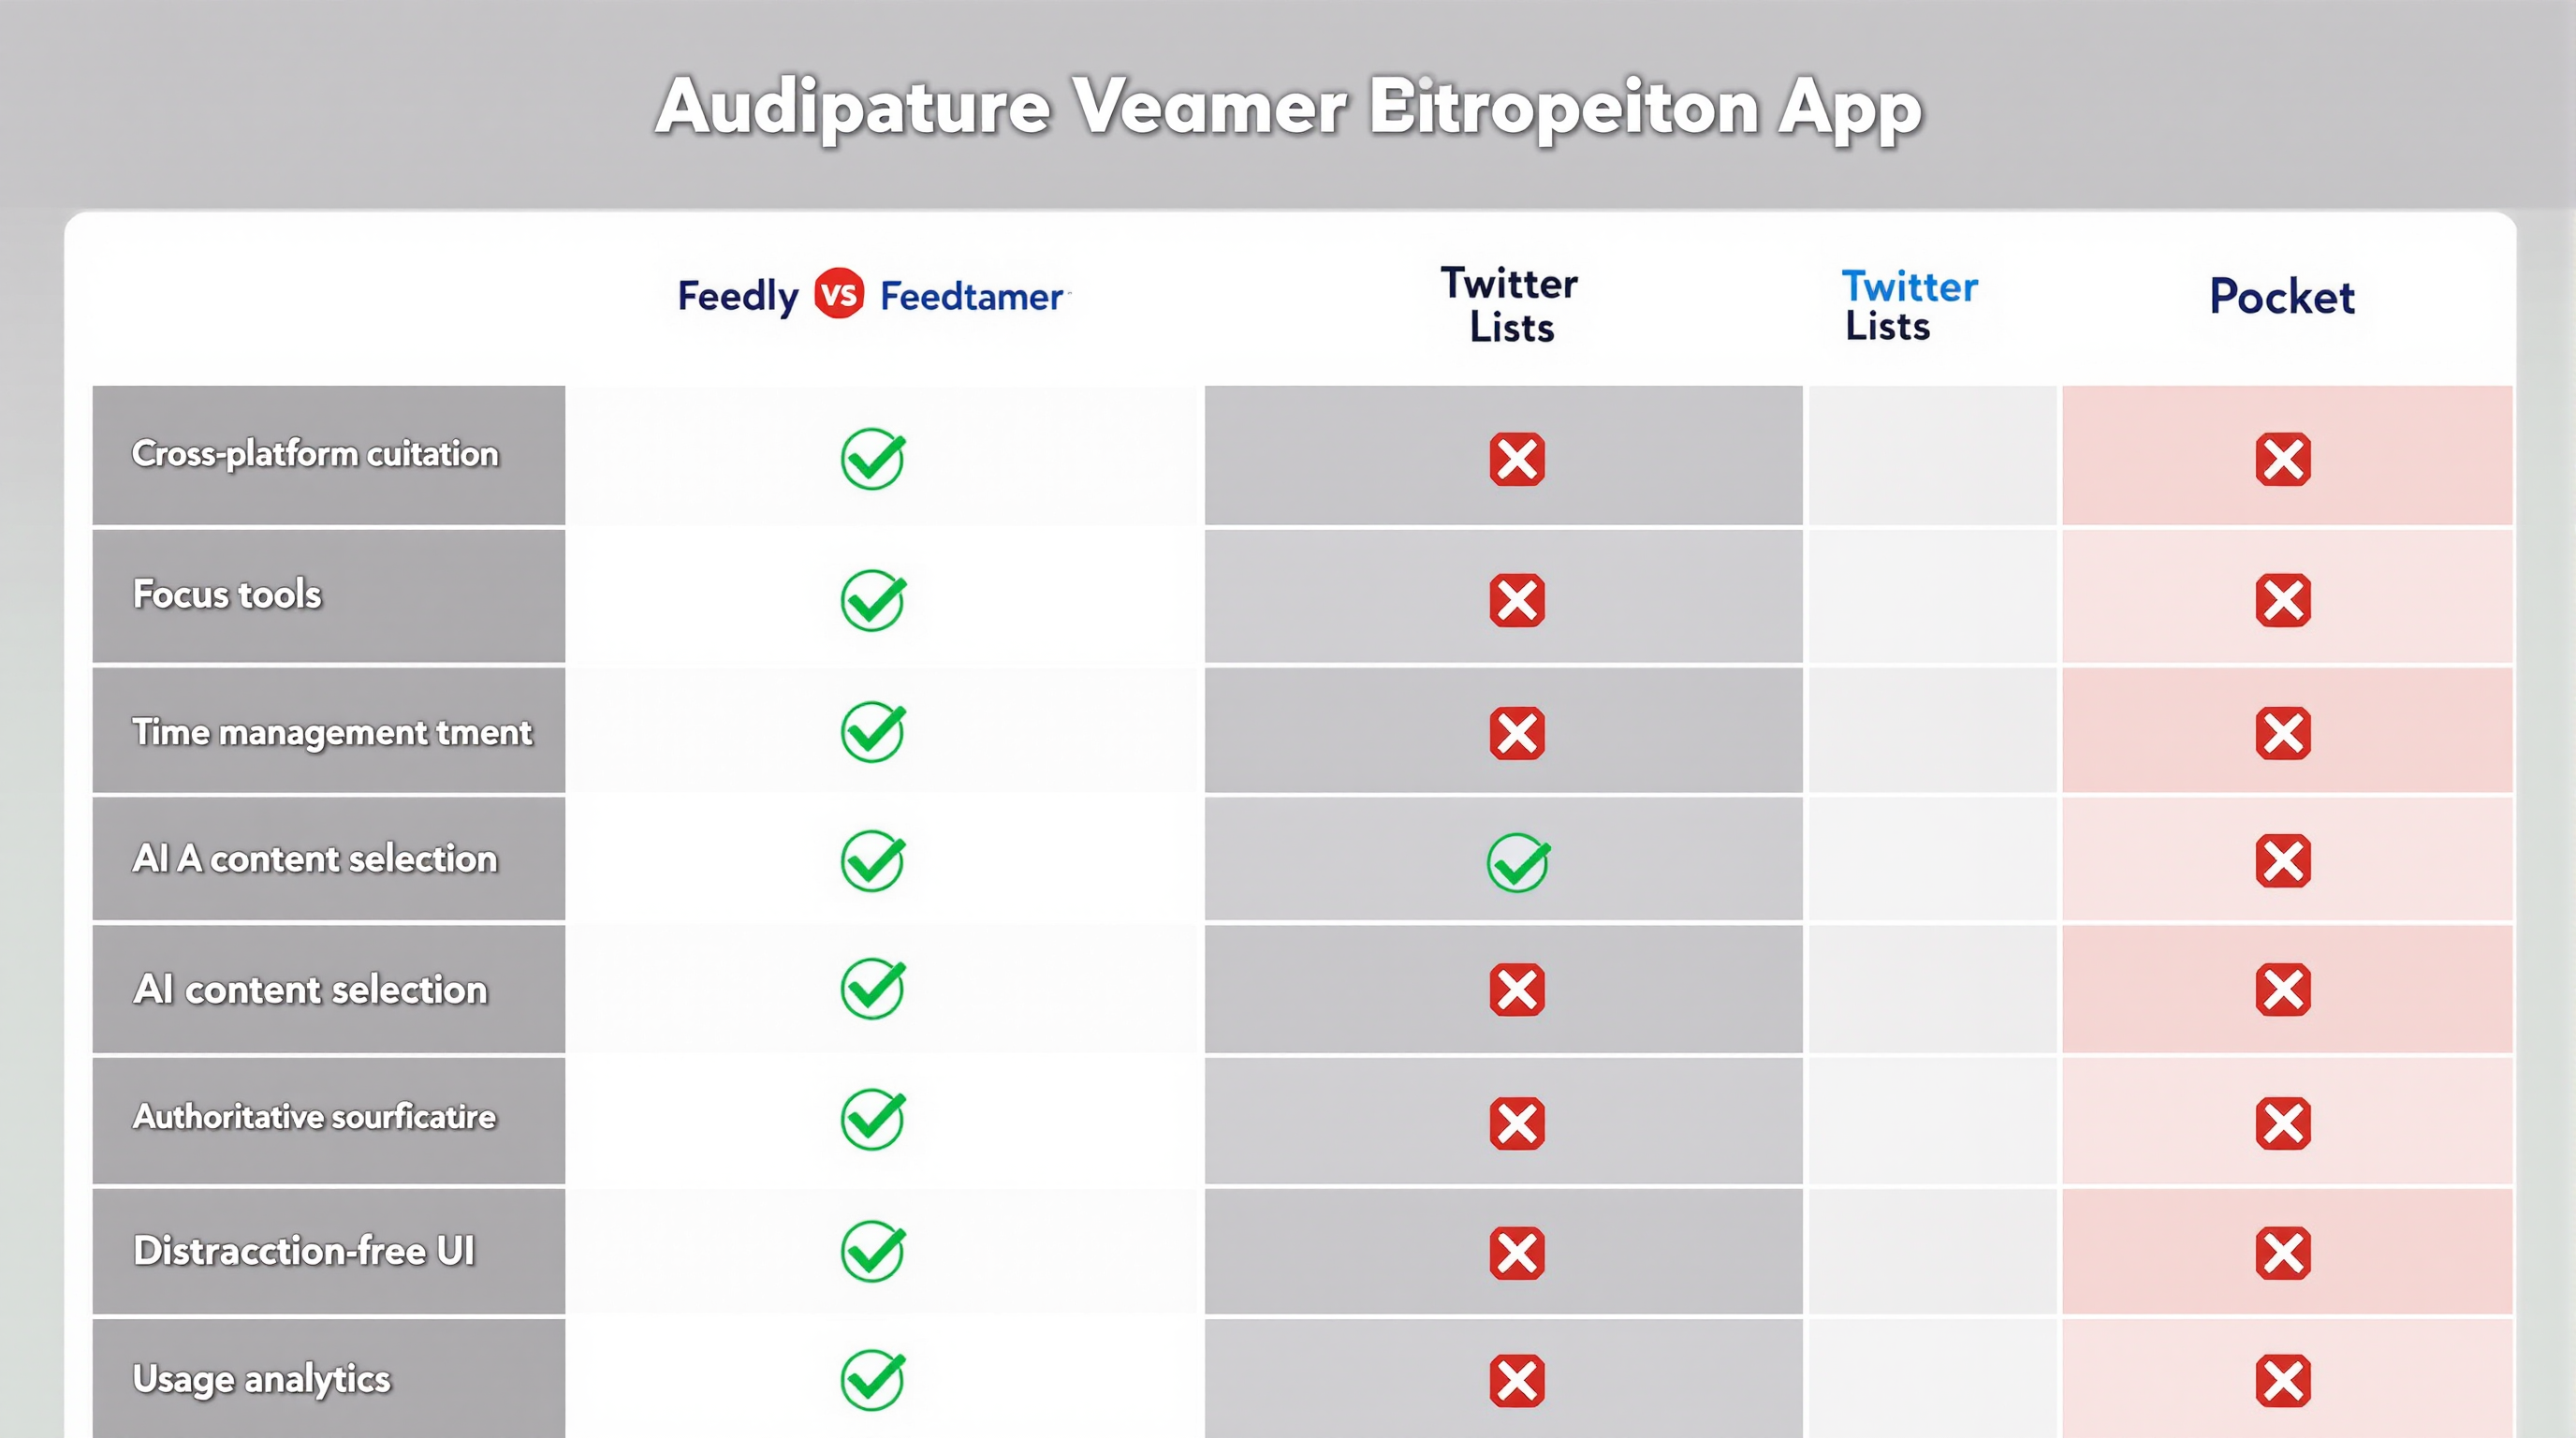 Audipature Veamer Eitropeiton App
Feedly VS Feedtamer
Twitter
Lists
Twitter
Lists
Pocket
Cross-platform cuitation
Focus tools
Time management tment
AI A content selection
AI content selection
Authoritative sourficatire
Distracction-free UI
Usage analytics